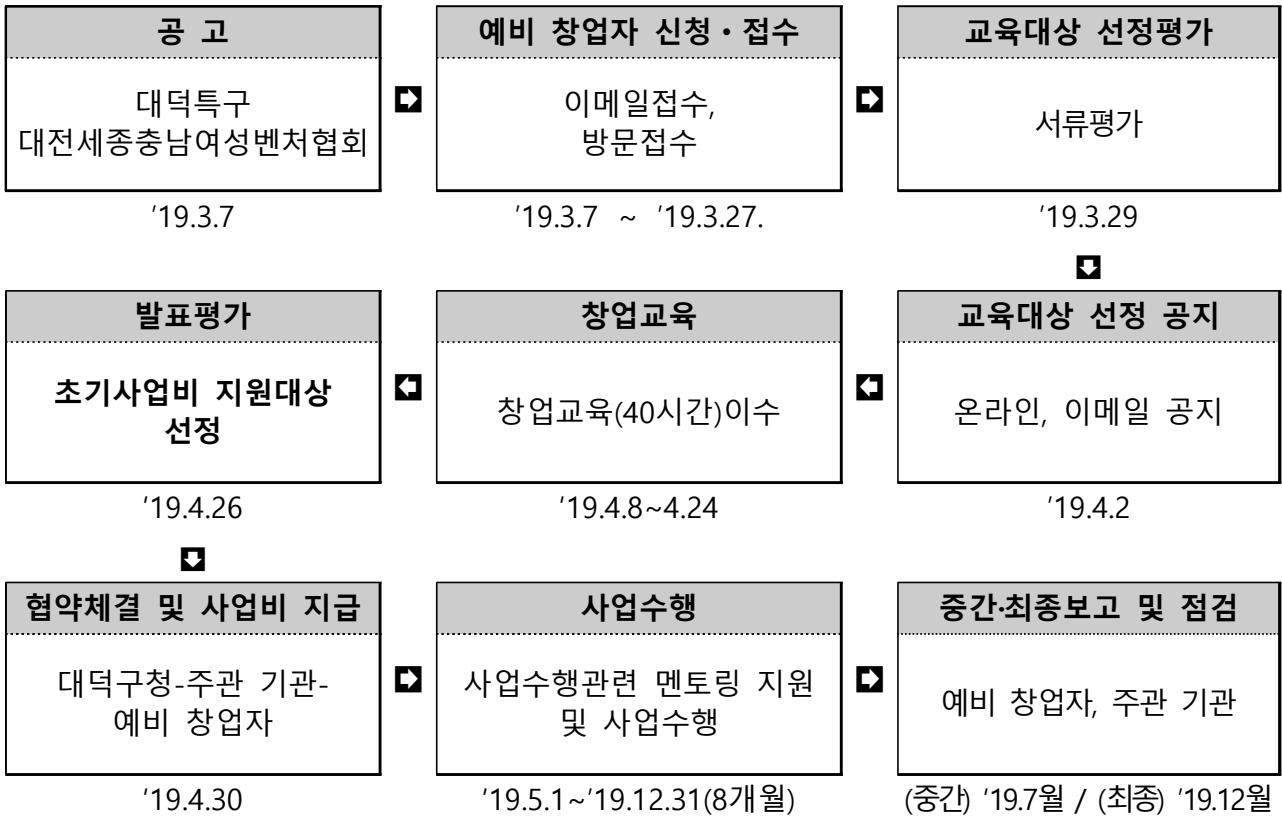 공 고
대덕특구
대전세종충남여성벤처협회
'19.3.7
예비 창업자 신청·접수
이메일접수,
방문접수
'19.3.7 ~ '19.3.27.
교육대상 선정평가
서류평가
'19.3.29
교육대상 선정 공지
온라인, 이메일 공지
'19.4.2
창업교육
창업교육(40시간)이수
'19.4.8~4.24
발표평가
초기사업비 지원대상
선정
'19.4.26
협약체결 및 사업비 지급
대덕구청-주관 기관-
예비 창업자
'19.4.30
사업수행
사업수행관련 멘토링 지원
및 사업수행
'19.5.1~'19.12.31(8개월)
중간·최종보고 및 점검
예비 창업자, 주관 기관
(중간) '19.7월 / (최종) '19.12월